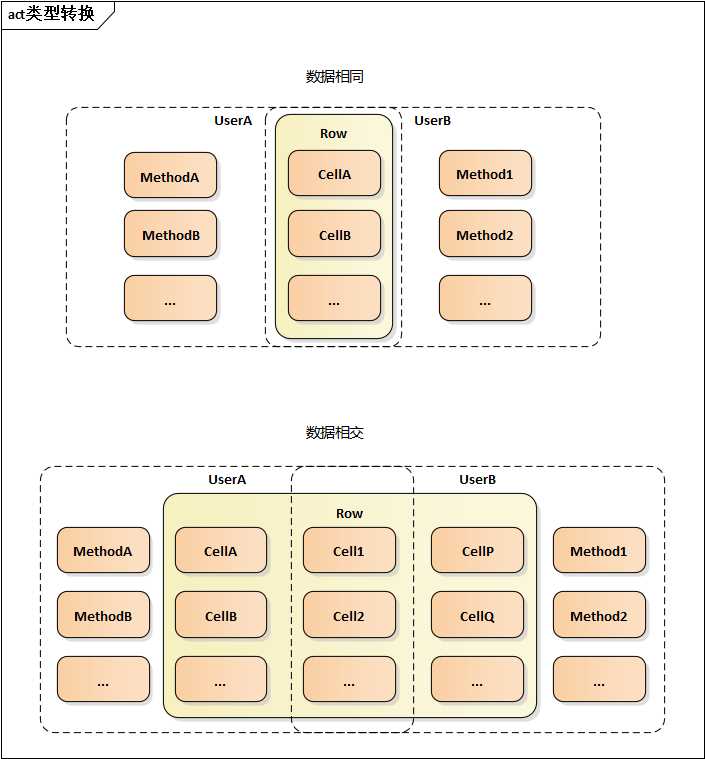 act类型转换
数据相同
UserA UserB
Row
MethodA CellA Method1
MethodB CellB Method2
... ... ...
数据相交
UserA UserB
Row
MethodA CellA Cell1 CellP Method1
MethodB CellB Cell2 CellQ Method2
... ... ... ... ...